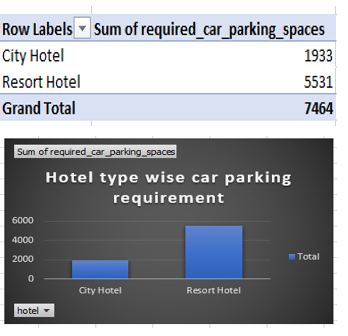 Row Labels Sum of required_car_parking_spaces
City Hotel 1933
Resort Hotel 5531
Grand Total 7464
Sum of required_car_parking_spaces
Hotel type wise car parking
requirement
6000
4000
2000
0
City Hotel Resort Hotel
Total
hotel